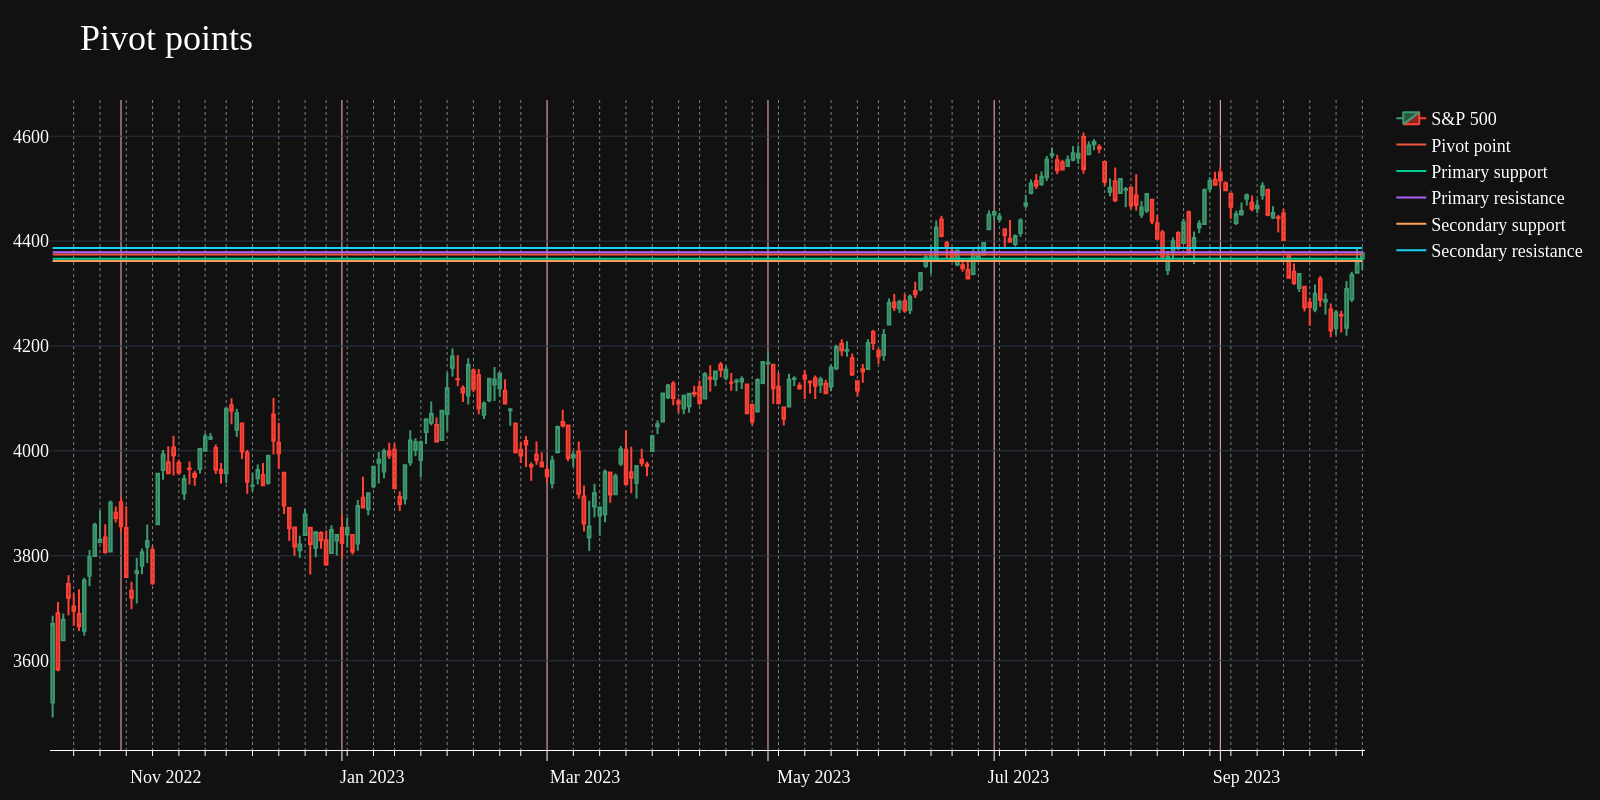 Pivot points
4600
4400
4200
4000
3800
3600
Nov 2022
Jan 2023
Mar 2023
May 2023
Jul 2023
Sep 2023
S&P 500
Pivot point
Primary support
Primary resistance
Secondary support
Secondary resistance